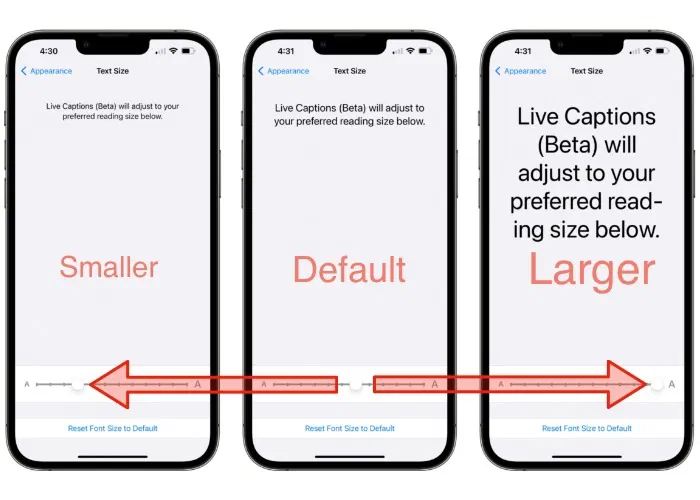 4:30
Appearance
Text Size
Live Captions (Beta) will adjust to your
preferred reading size below.
Smaller
A
A
Reset Font Size to Default
4:31
Appearance
Text Size
Live Captions (Beta) will adjust to
your preferred reading size below.
Default
A
A
Reset Font Size to Default
4:31
Appearance
Text Size
Live Captions
(Beta) will
adjust to your
preferred read-
ing size below.
Larger
A
Reset Font Size to Default